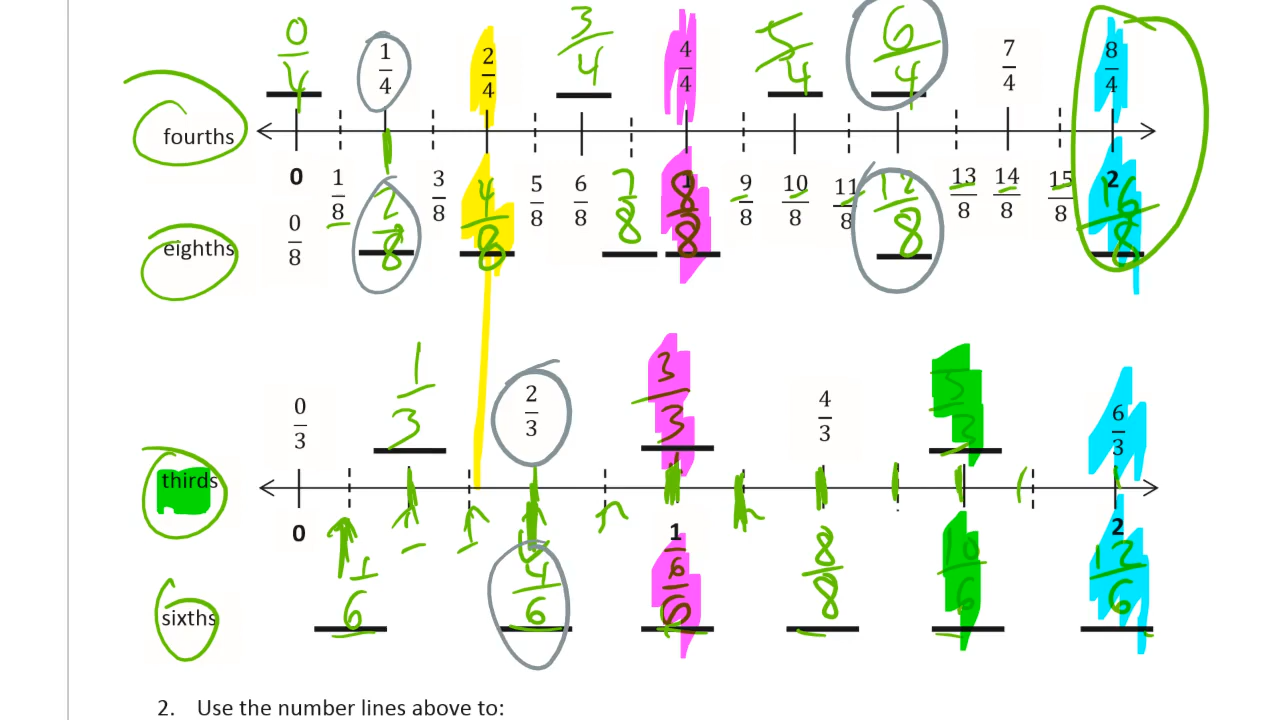 0/4 1/4 2/4 3/4 4/4 5/4 6/4 7/4 8/4
fourths
0 1 2
0/8 1/8 2/8 3/8 4/8 5/8 6/8 7/8 8/8 9/8 10/8 11/8 12/8 13/8 14/8 15/8 16/8
eighths
0/3 1/3 2/3 3/3 4/3 5/3 6/3
thirds
0 1 2
1/6 4/6 6/6 8/8 10/6 12/6
sixths
2. Use the number lines above to: